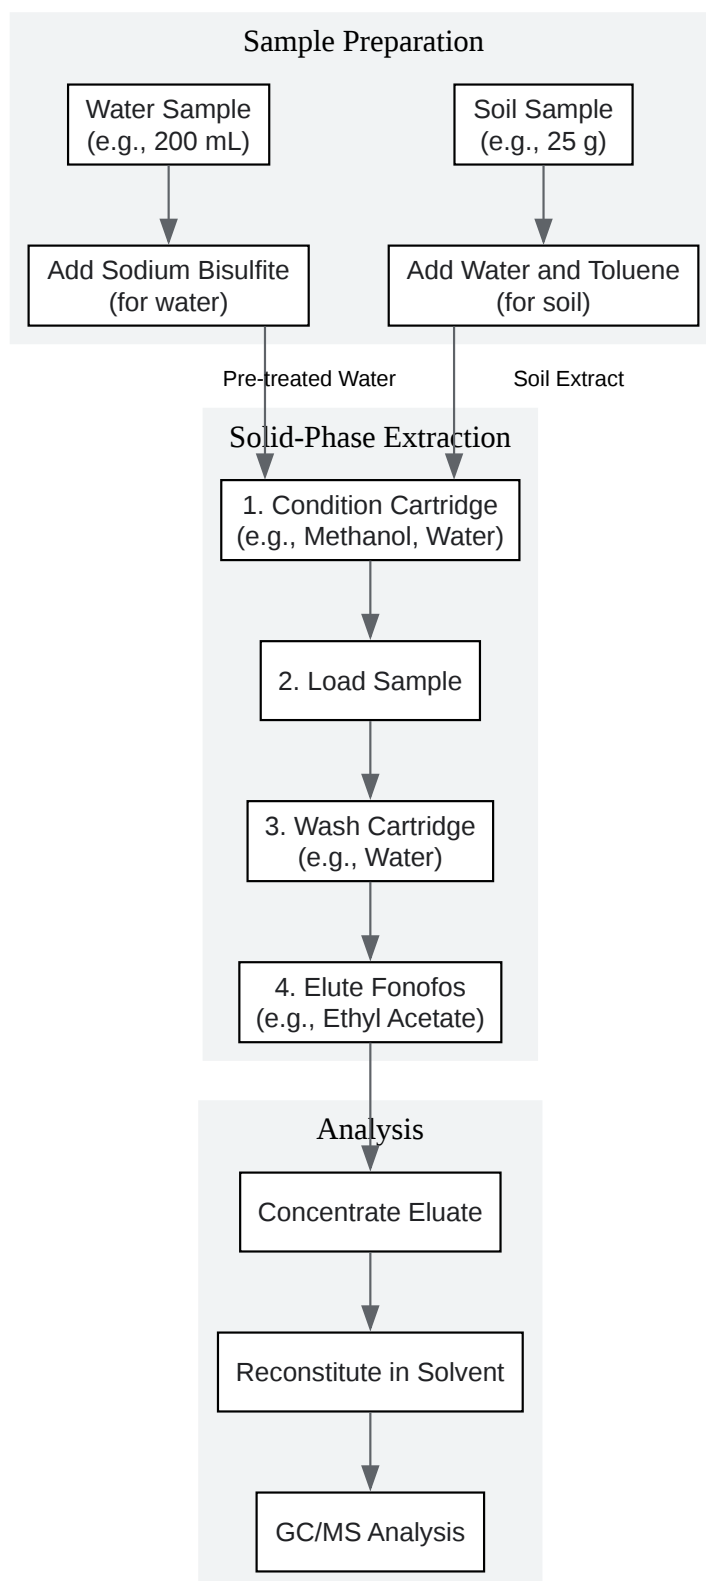 Sample Preparation
Water Sample
(e.g., 200 mL)
Soil Sample
(e.g., 25 g)
Add Sodium Bisulfite
(for water)
Add Water and Toluene
(for soil)
Pre-treated Water
Soil Extract
Solid-Phase Extraction
1. Condition Cartridge
(e.g., Methanol, Water)
2. Load Sample
3. Wash Cartridge
(e.g., Water)
4. Elute Fonofos
(e.g., Ethyl Acetate)
Analysis
Concentrate Eluate
Reconstitute in Solvent
GC/MS Analysis